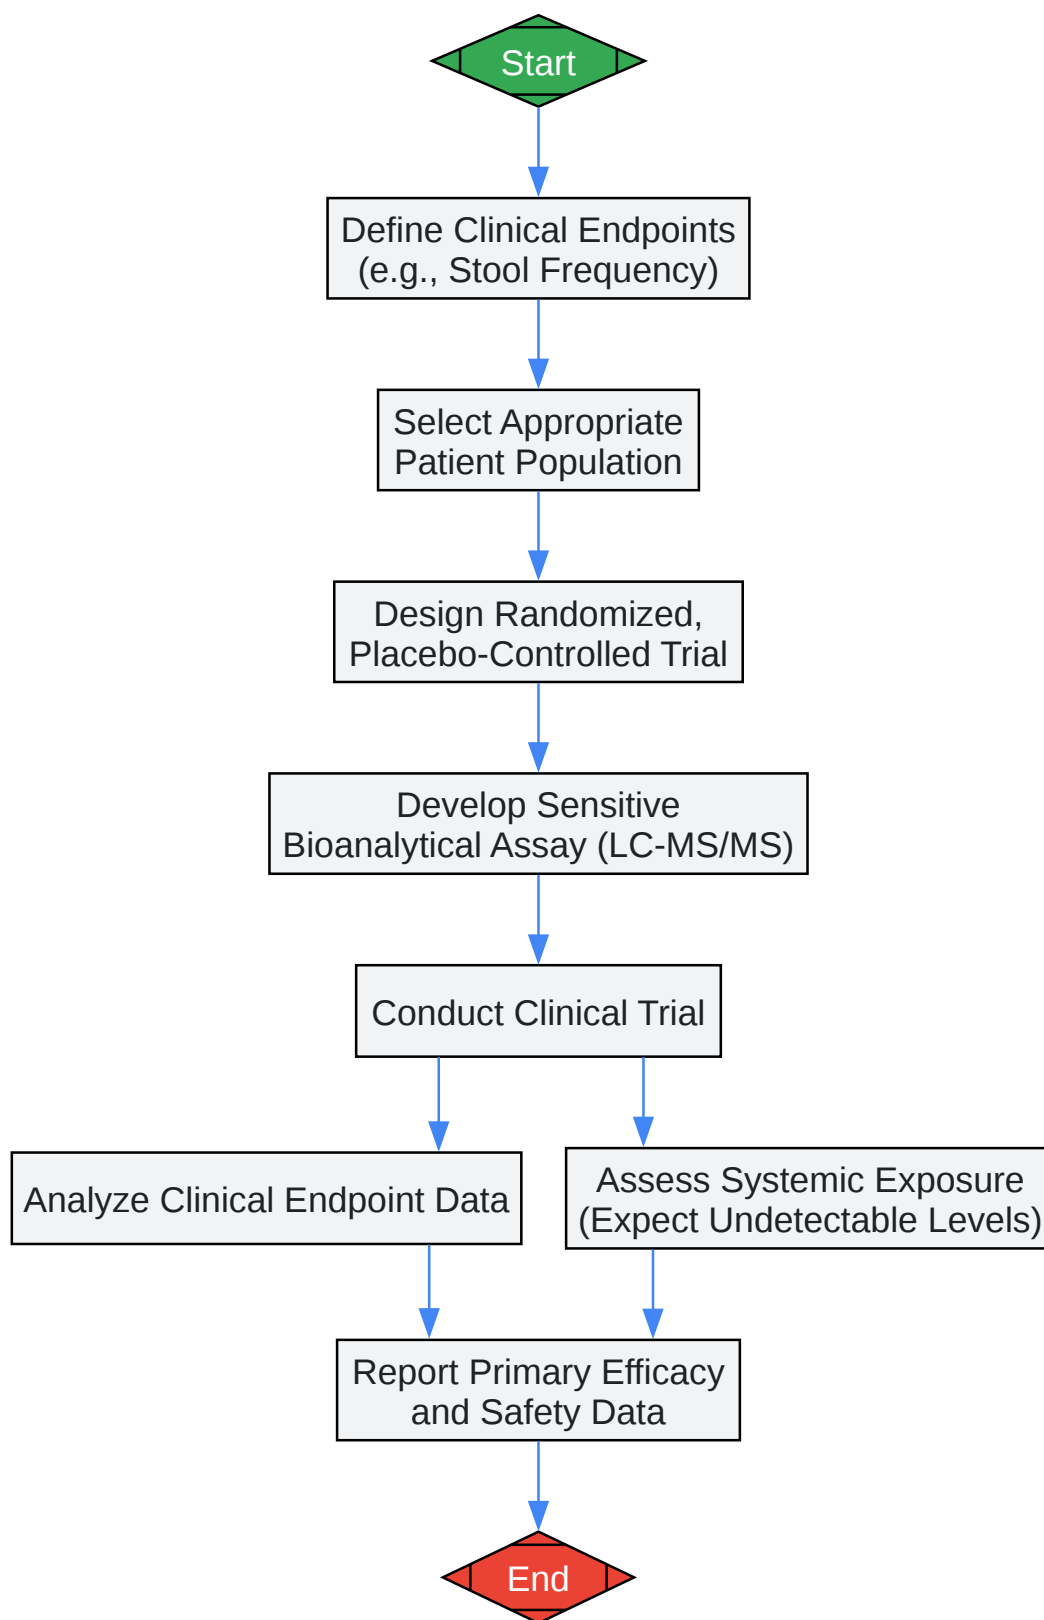 Start
Define Clinical Endpoints
(e.g., Stool Frequency)
Select Appropriate
Patient Population
Design Randomized,
Placebo-Controlled Trial
Develop Sensitive
Bioanalytical Assay (LC-MS/MS)
Conduct Clinical Trial
Analyze Clinical Endpoint Data
Assess Systemic Exposure
(Expect Undetectable Levels)
Report Primary Efficacy
and Safety Data
End